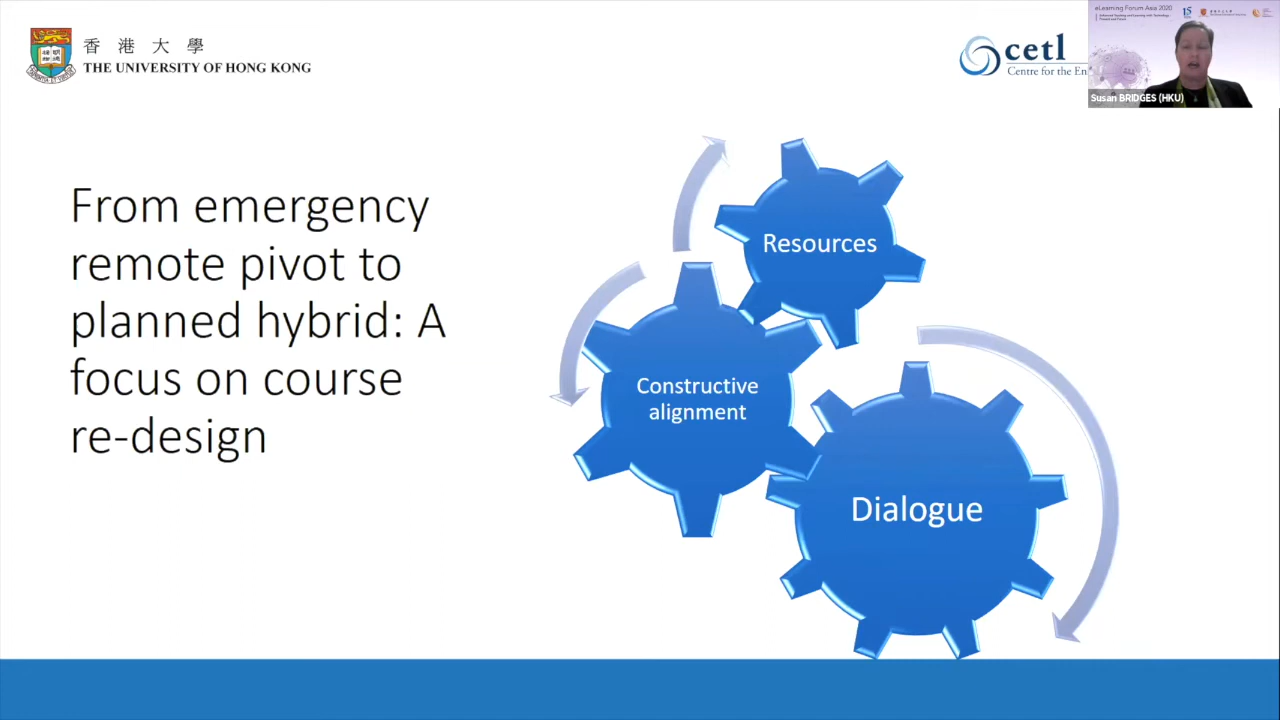 香港大學
THE UNIVERSITY OF HONG KONG
cetl
Centre for the En
eLearning Forum Asia 2020
Susan BRIDGES (HKU)
From emergency
remote pivot to
planned hybrid: A
focus on course
re-design
Resources
Constructive
alignment
Dialogue